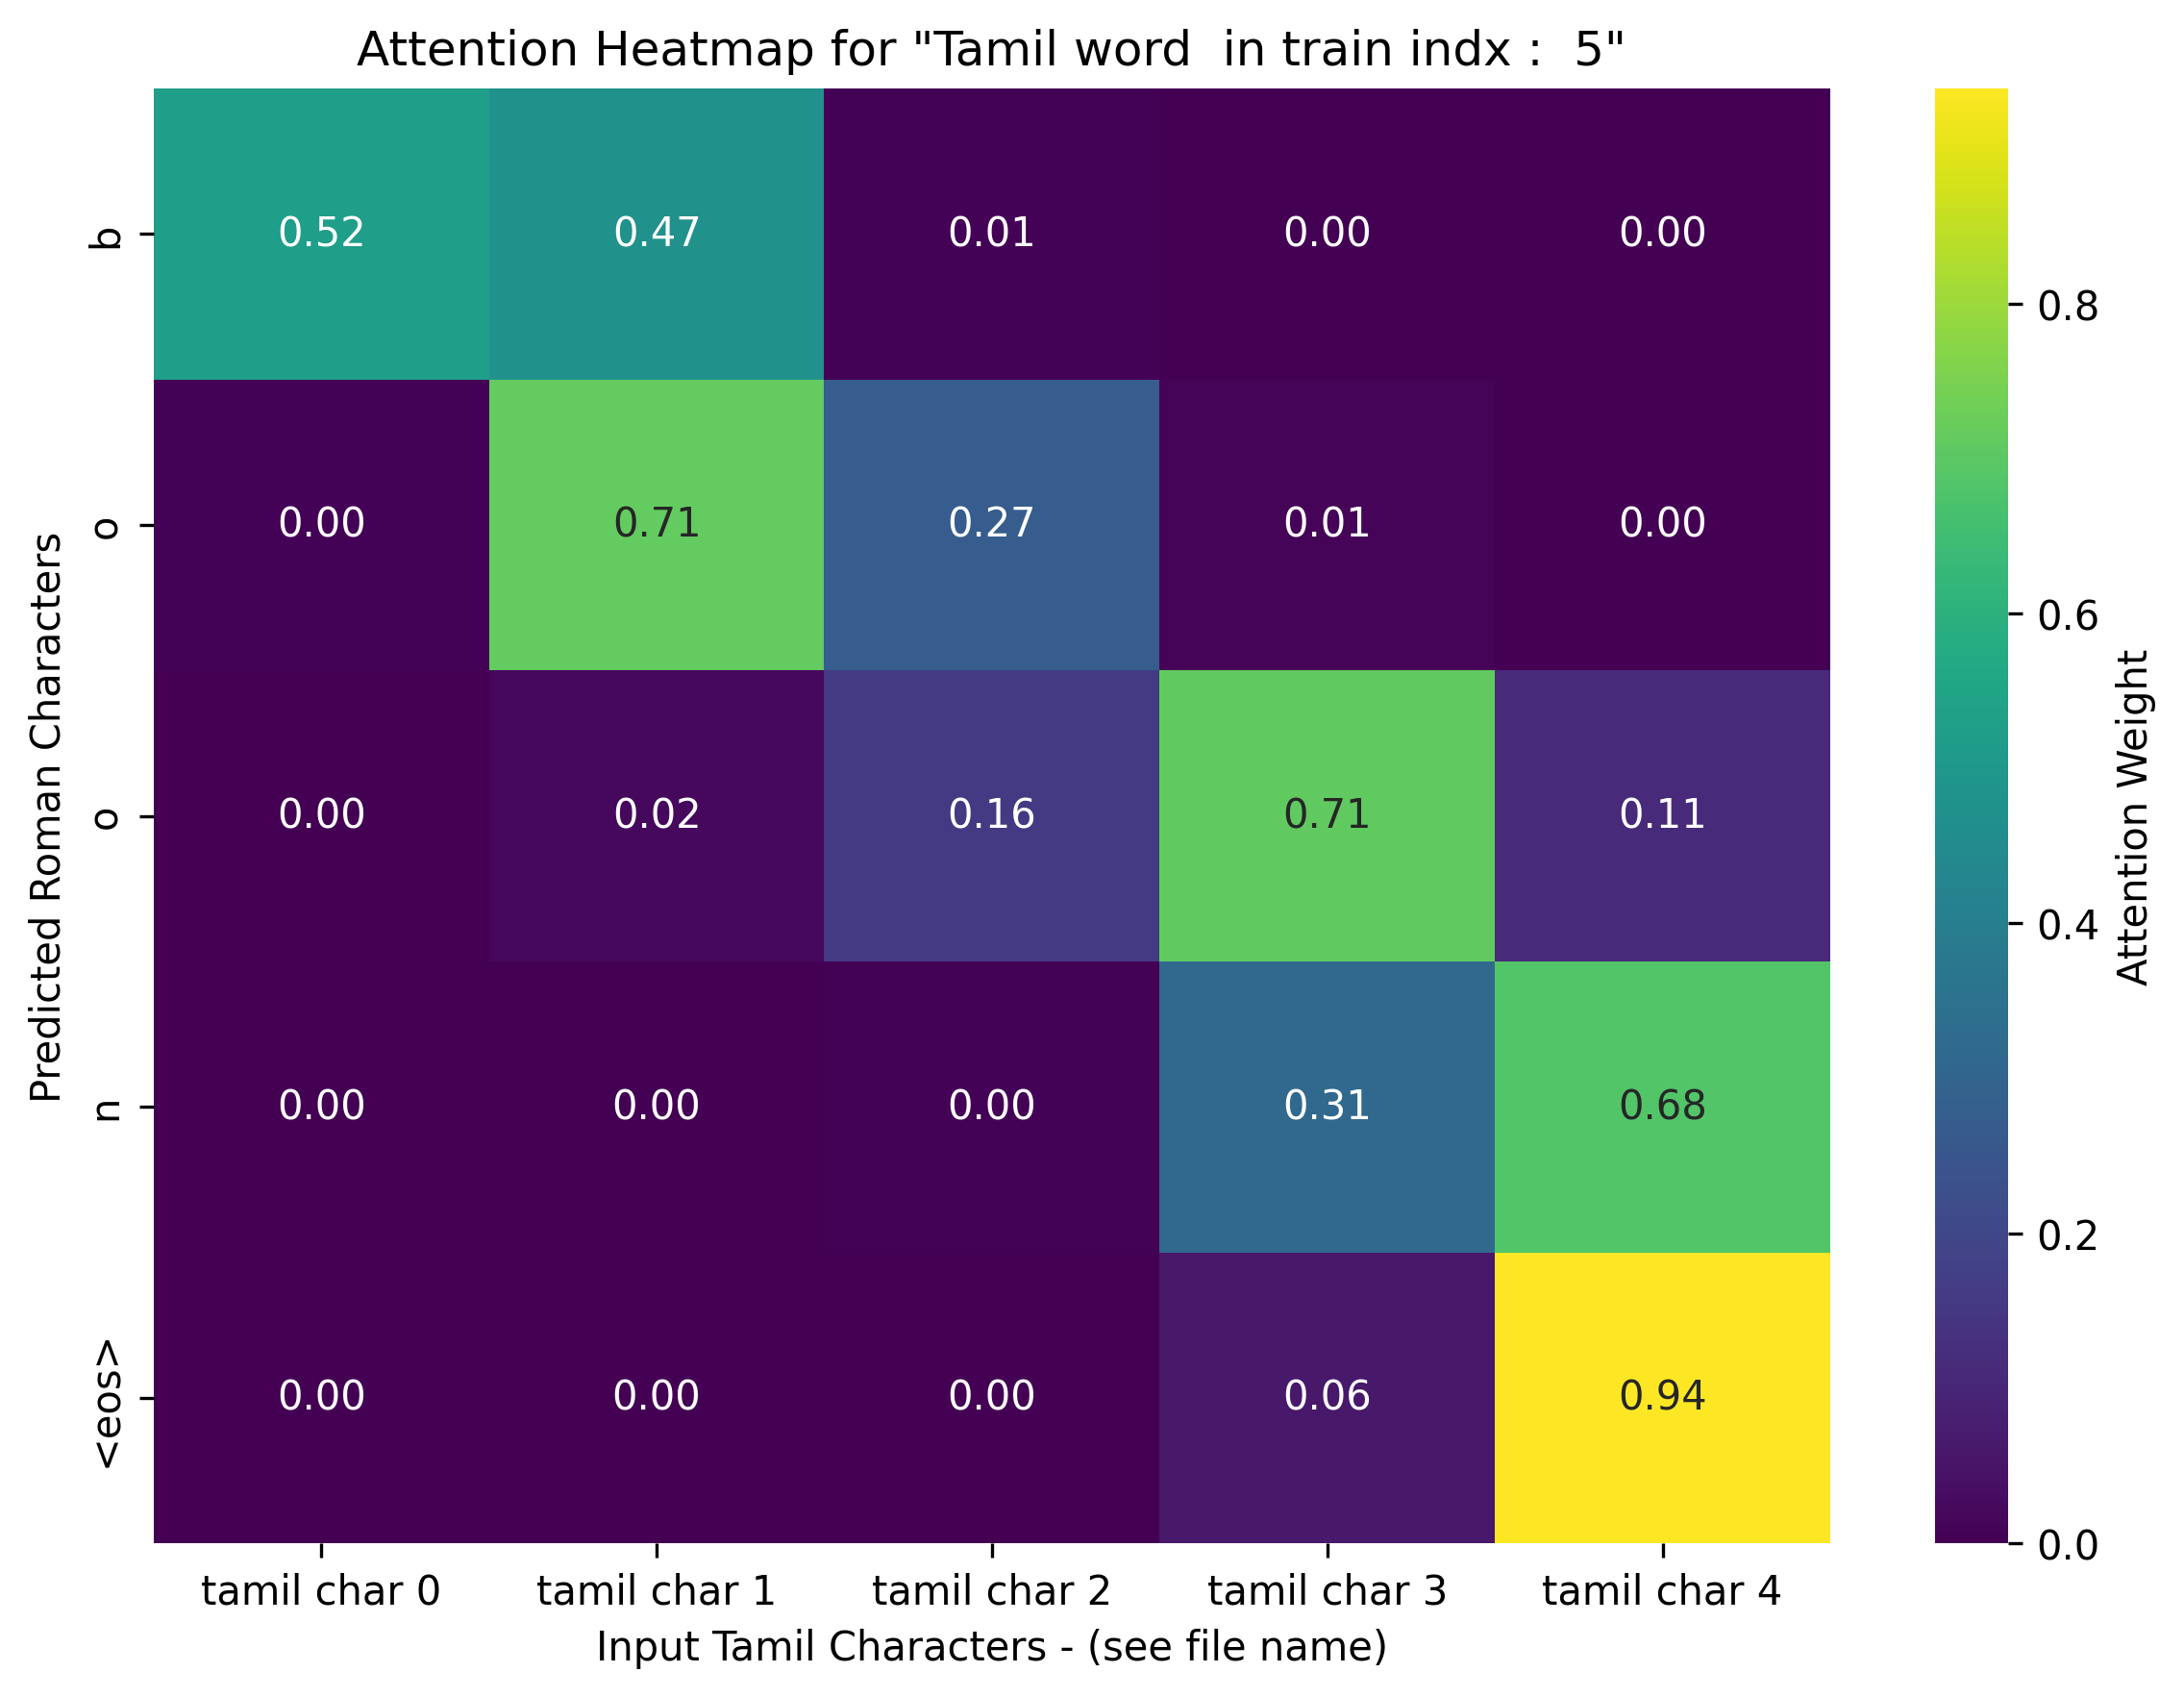 Attention Heatmap for "Tamil word  in train indx :  5"
b 0.52 0.47 0.01 0.00 0.00
o 0.00 0.71 0.27 0.01 0.00
o 0.00 0.02 0.16 0.71 0.11
n 0.00 0.00 0.00 0.31 0.68
<eos> 0.00 0.00 0.00 0.06 0.94
tamil char 0 tamil char 1 tamil char 2 tamil char 3 tamil char 4
Input Tamil Characters - (see file name)
Predicted Roman Characters
0.8
0.6
0.4
0.2
0.0
Attention Weight